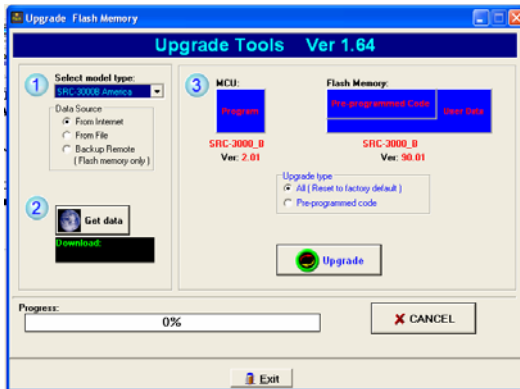 Upgrade Flash Memory
Upgrade Tools Ver 1.64
1
Select model type:
SRC-3000B America
Data Source
From Internet
From File
Backup Remote
( Flash memory only )
2
Get data
Download:
3
MCU:
Program
SRC-3000_B
Ver: 2.01
Flash Memory:
Pre-programmed Code
User Data
SRC-3000_B
Ver: 90.01
Upgrade type
All ( Reset to factory default )
Pre-programmed code
Upgrade
Progress:
0%
CANCEL
Exit